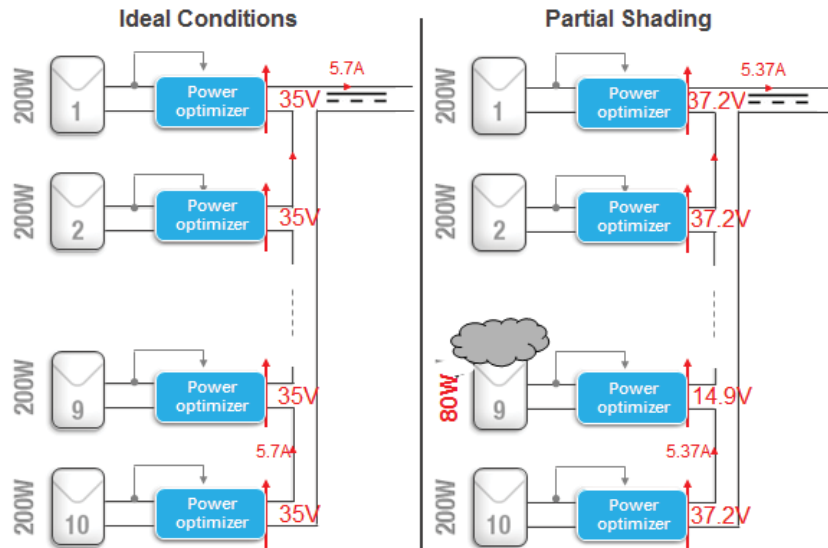 Ideal Conditions
200W
1
Power
optimizer
35V
5.7A
200W
2
Power
optimizer
35V
200W
9
Power
optimizer
35V
5.7A
200W
10
Power
optimizer
35V
Partial Shading
200W
1
Power
optimizer
37.2V
5.37A
200W
2
Power
optimizer
37.2V
80W
9
Power
optimizer
14.9V
5.37A
200W
10
Power
optimizer
37.2V